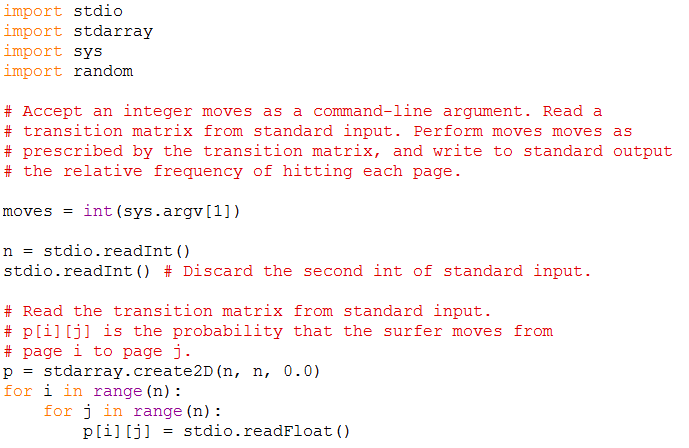 import stdio
import stdarray
import sys
import random

# Accept an integer moves as a command-line argument. Read a
# transition matrix from standard input. Perform moves moves as
# prescribed by the transition matrix, and write to standard output
# the relative frequency of hitting each page.

moves = int(sys.argv[1])

n = stdio.readInt()
stdio.readInt() # Discard the second int of standard input.

# Read the transition matrix from standard input.
# p[i][j] is the probability that the surfer moves from
# page i to page j.
p = stdarray.create2D(n, n, 0.0)
for i in range(n):
    for j in range(n):
        p[i][j] = stdio.readFloat()